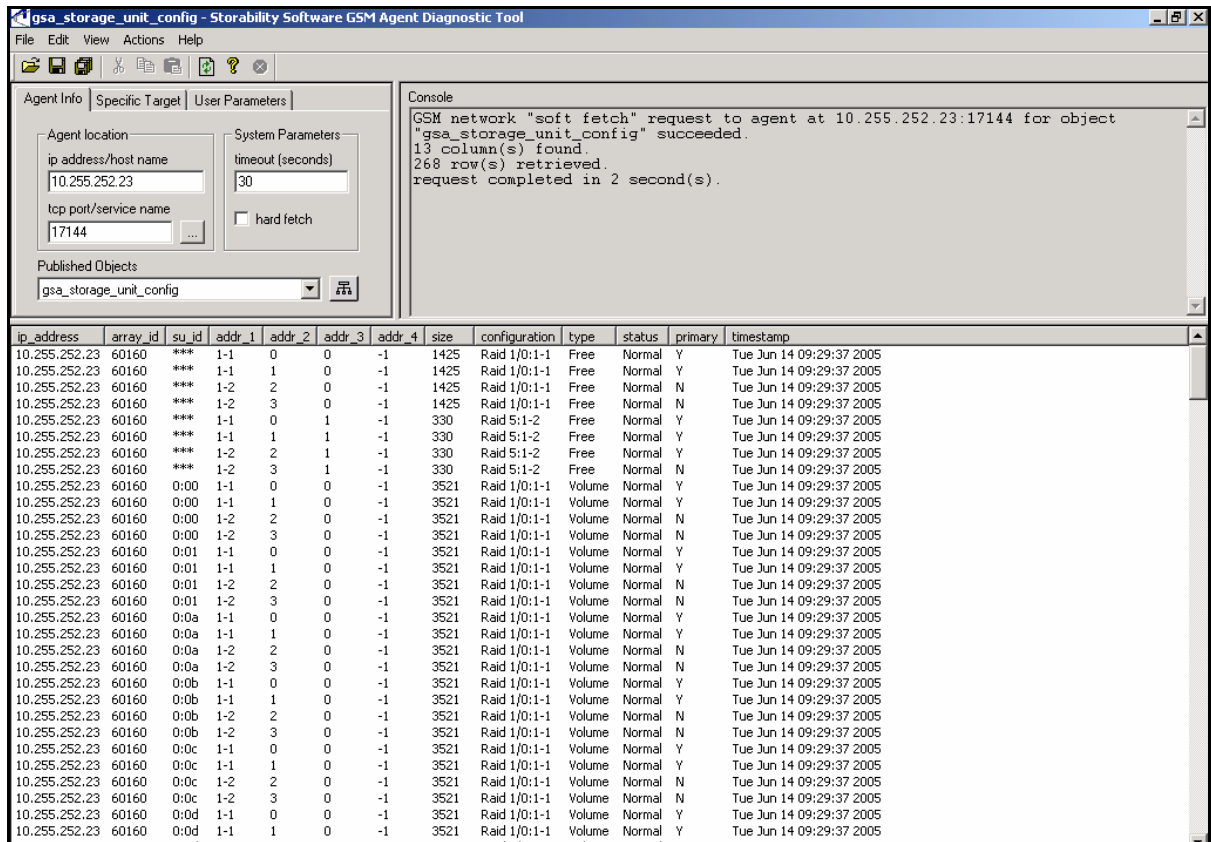 gsa_storage_unit_config - Storability Software GSM Agent Diagnostic Tool
File Edit View Actions Help
Agent Info Specific Target User Parameters
Agent location
ip address/host name
10.255.252.23
tcp port/service name
17144
...
System Parameters
timeout (seconds)
30
hard fetch
Published Objects
gsa_storage_unit_config
Console
GSM network "soft fetch" request to agent at 10.255.252.23:17144 for object
"gsa_storage_unit_config" succeeded.
13 column(s) found.
268 row(s) retrieved.
request completed in 2 second(s).
ip_address array_id su_id addr_1 addr_2 addr_3 addr_4 size configuration type status primary timestamp
10.255.252.23 60160 *** 1-1 0 0 -1 1425 Raid 1/0:1-1 Free Normal Y Tue Jun 14 09:29:37 2005
10.255.252.23 60160 *** 1-1 1 0 -1 1425 Raid 1/0:1-1 Free Normal Y Tue Jun 14 09:29:37 2005
10.255.252.23 60160 *** 1-2 2 0 -1 1425 Raid 1/0:1-1 Free Normal N Tue Jun 14 09:29:37 2005
10.255.252.23 60160 *** 1-2 3 0 -1 1425 Raid 1/0:1-1 Free Normal N Tue Jun 14 09:29:37 2005
10.255.252.23 60160 *** 1-1 0 1 -1 330 Raid 5:1-2 Free Normal Y Tue Jun 14 09:29:37 2005
10.255.252.23 60160 *** 1-1 1 1 -1 330 Raid 5:1-2 Free Normal Y Tue Jun 14 09:29:37 2005
10.255.252.23 60160 *** 1-2 2 1 -1 330 Raid 5:1-2 Free Normal Y Tue Jun 14 09:29:37 2005
10.255.252.23 60160 *** 1-2 3 1 -1 330 Raid 5:1-2 Free Normal N Tue Jun 14 09:29:37 2005
10.255.252.23 60160 0:00 1-1 0 0 -1 3521 Raid 1/0:1-1 Volume Normal Y Tue Jun 14 09:29:37 2005
10.255.252.23 60160 0:00 1-1 1 0 -1 3521 Raid 1/0:1-1 Volume Normal Y Tue Jun 14 09:29:37 2005
10.255.252.23 60160 0:00 1-2 2 0 -1 3521 Raid 1/0:1-1 Volume Normal N Tue Jun 14 09:29:37 2005
10.255.252.23 60160 0:00 1-2 3 0 -1 3521 Raid 1/0:1-1 Volume Normal N Tue Jun 14 09:29:37 2005
10.255.252.23 60160 0:01 1-1 0 0 -1 3521 Raid 1/0:1-1 Volume Normal Y Tue Jun 14 09:29:37 2005
10.255.252.23 60160 0:01 1-1 1 0 -1 3521 Raid 1/0:1-1 Volume Normal Y Tue Jun 14 09:29:37 2005
10.255.252.23 60160 0:01 1-2 2 0 -1 3521 Raid 1/0:1-1 Volume Normal N Tue Jun 14 09:29:37 2005
10.255.252.23 60160 0:01 1-2 3 0 -1 3521 Raid 1/0:1-1 Volume Normal N Tue Jun 14 09:29:37 2005
10.255.252.23 60160 0:0a 1-1 0 0 -1 3521 Raid 1/0:1-1 Volume Normal Y Tue Jun 14 09:29:37 2005
10.255.252.23 60160 0:0a 1-1 1 0 -1 3521 Raid 1/0:1-1 Volume Normal Y Tue Jun 14 09:29:37 2005
10.255.252.23 60160 0:0a 1-2 2 0 -1 3521 Raid 1/0:1-1 Volume Normal N Tue Jun 14 09:29:37 2005
10.255.252.23 60160 0:0a 1-2 3 0 -1 3521 Raid 1/0:1-1 Volume Normal N Tue Jun 14 09:29:37 2005
10.255.252.23 60160 0:0b 1-1 0 0 -1 3521 Raid 1/0:1-1 Volume Normal Y Tue Jun 14 09:29:37 2005
10.255.252.23 60160 0:0b 1-1 1 0 -1 3521 Raid 1/0:1-1 Volume Normal Y Tue Jun 14 09:29:37 2005
10.255.252.23 60160 0:0b 1-2 2 0 -1 3521 Raid 1/0:1-1 Volume Normal N Tue Jun 14 09:29:37 2005
10.255.252.23 60160 0:0b 1-2 3 0 -1 3521 Raid 1/0:1-1 Volume Normal N Tue Jun 14 09:29:37 2005
10.255.252.23 60160 0:0c 1-1 0 0 -1 3521 Raid 1/0:1-1 Volume Normal Y Tue Jun 14 09:29:37 2005
10.255.252.23 60160 0:0c 1-1 1 0 -1 3521 Raid 1/0:1-1 Volume Normal Y Tue Jun 14 09:29:37 2005
10.255.252.23 60160 0:0c 1-2 2 0 -1 3521 Raid 1/0:1-1 Volume Normal N Tue Jun 14 09:29:37 2005
10.255.252.23 60160 0:0c 1-2 3 0 -1 3521 Raid 1/0:1-1 Volume Normal N Tue Jun 14 09:29:37 2005
10.255.252.23 60160 0:0d 1-1 0 0 -1 3521 Raid 1/0:1-1 Volume Normal Y Tue Jun 14 09:29:37 2005
10.255.252.23 60160 0:0d 1-1 1 0 -1 3521 Raid 1/0:1-1 Volume Normal Y Tue Jun 14 09:29:37 2005